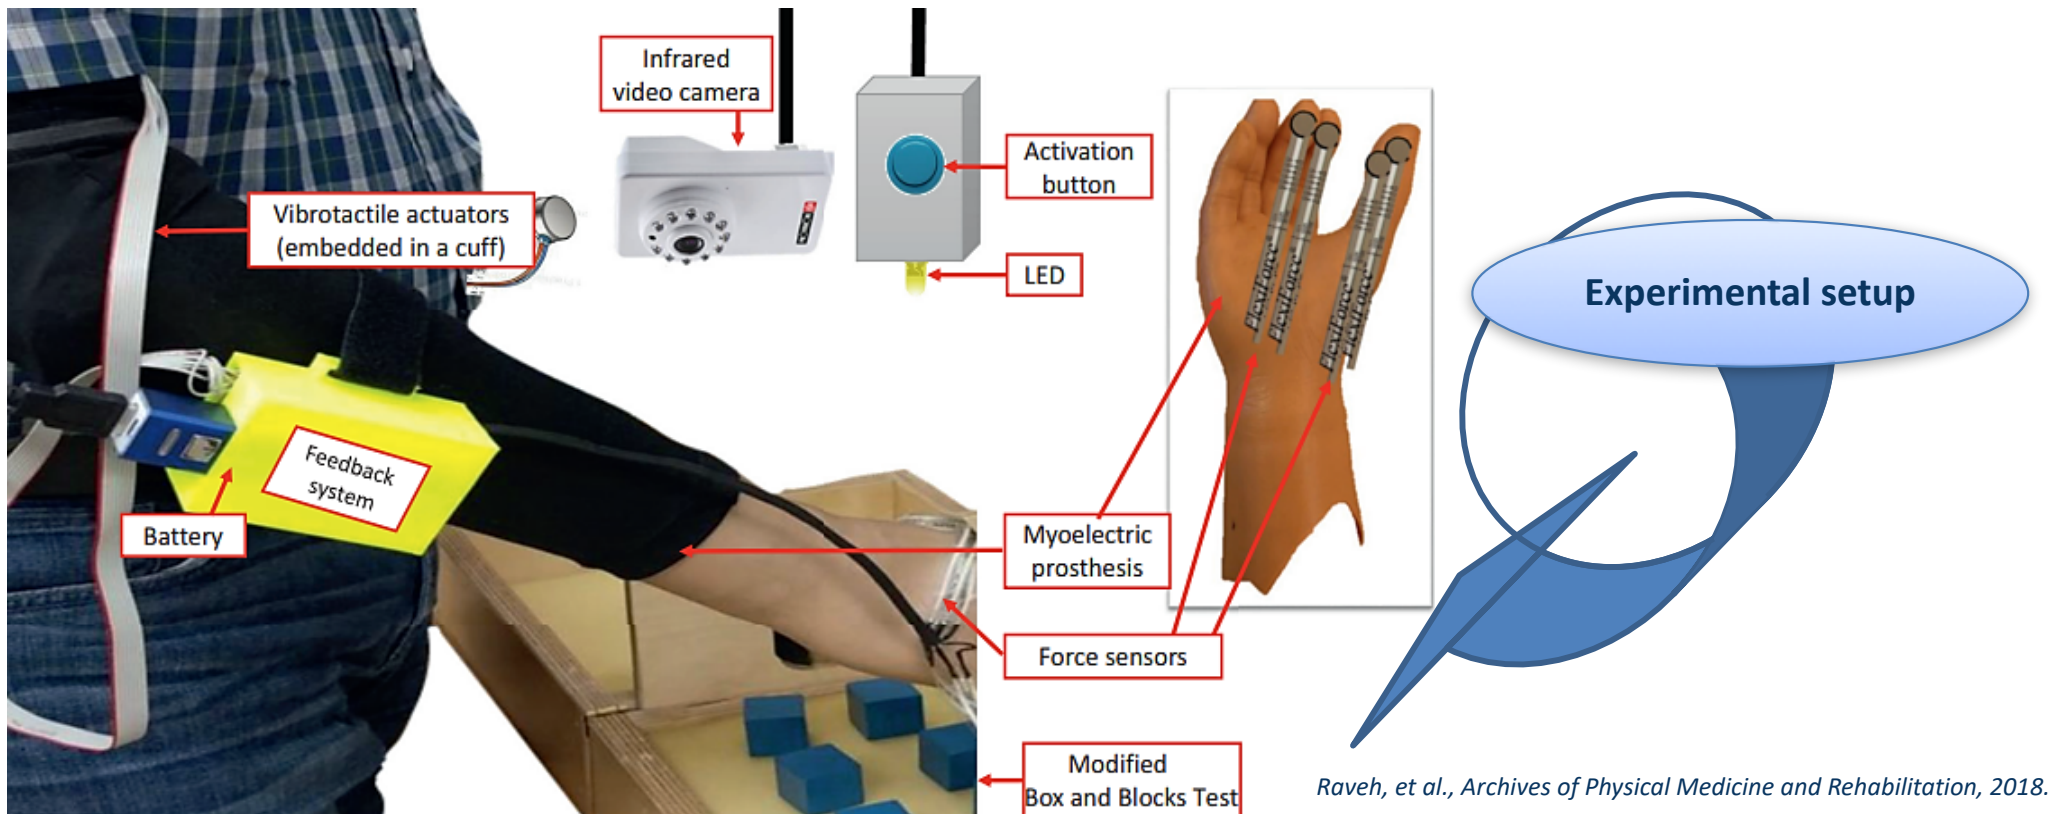 Infrared
video camera
Activation
button
Vibrotactile actuators
(embedded in a cuff)
LED
Experimental setup
FlexiForce
FlexiForce
FlexiForce
FlexiForce
Feedback
system
Battery
Myoelectric
prosthesis
Force sensors
Modified
Box and Blocks Test
Raveh, et al., Archives of Physical Medicine and Rehabilitation, 2018.